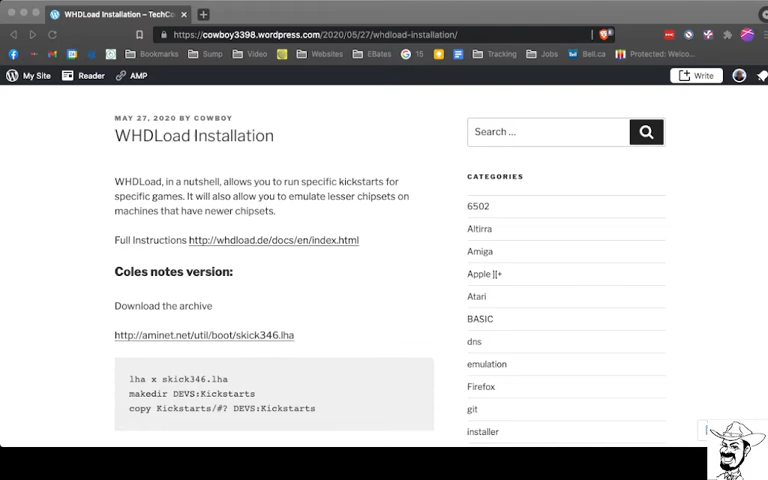 WHDLoad Installation – TechCo
https://cowboy3398.wordpress.com/2020/05/27/whdload-installation/
Bookmarks
Sump
Video
Websites
EBates
15
Tracking
Jobs
Bell.ca
Protected: Welco...
My Site
Reader
AMP
Write
MAY 27, 2020 BY COWBOY
WHDLoad Installation
WHDLoad, in a nutshell, allows you to run specific kickstarts for
specific games. It will also allow you to emulate lesser chipsets on
machines that have newer chipsets.
Full Instructions http://whdload.de/docs/en/index.html
Coles notes version:
Download the archive
http://aminet.net/util/boot/skick346.lha
lha x skick346.lha
makedir DEVS:Kickstarts
copy Kickstarts/#? DEVS:Kickstarts
Search ...
CATEGORIES
6502
Altirra
Amiga
Apple ][+
Atari
BASIC
dns
emulation
Firefox
git
installer